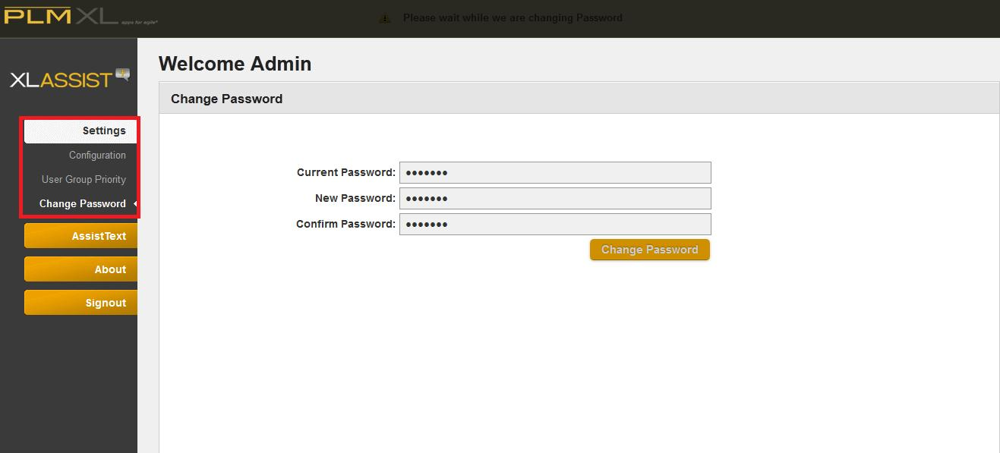 PLMXL apps for agile®
Please wait while we are changing Password
XLASSIST
Welcome Admin
Change Password
Settings
Configuration
User Group Priority
Change Password
AssistText
About
Signout
Current Password: •••••••
New Password: •••••••
Confirm Password: •••••••
Change Password